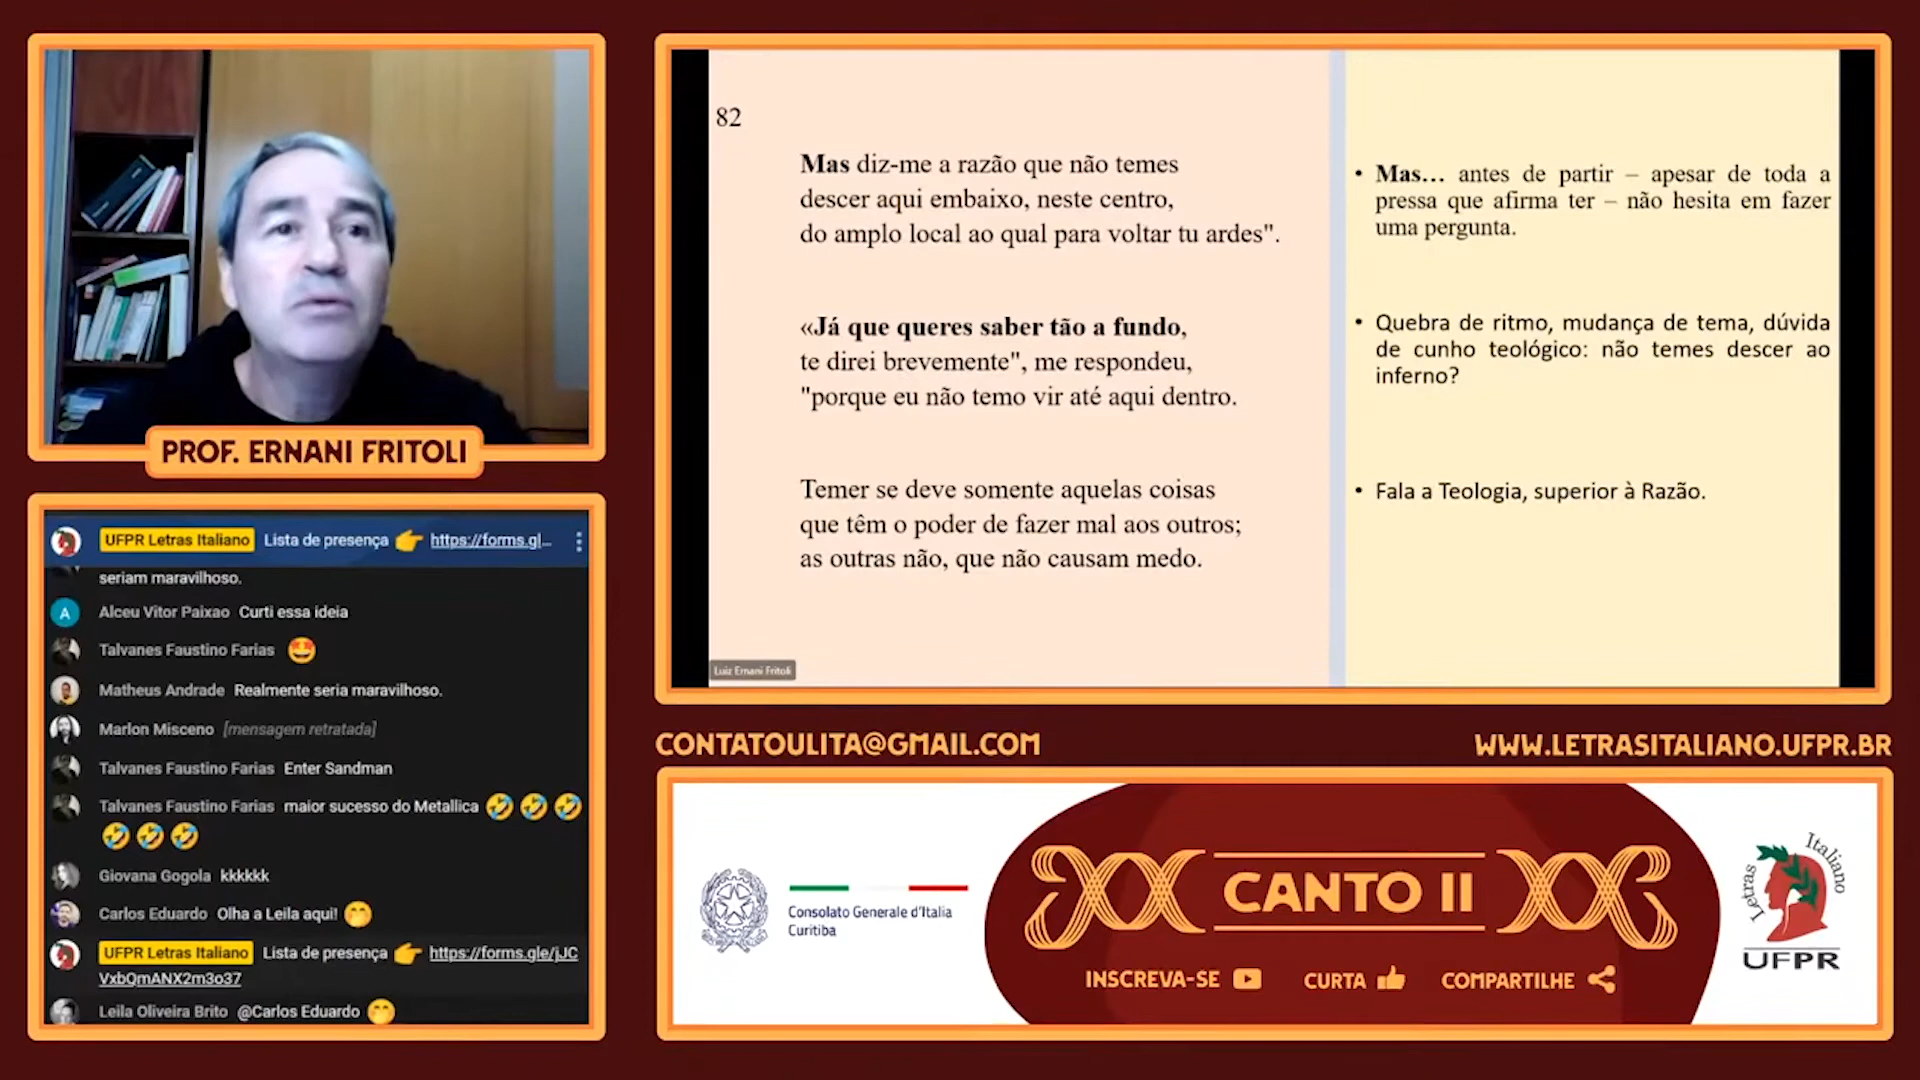 PROF. ERNANI FRITOLI
UFPR Letras Italiano Lista de presença 👉 https://forms.gl...
seriam maravilhoso.
A
Alceu Vitor Paixao Curti essa ideia
Talvanes Faustino Farias 🤩
Matheus Andrade Realmente seria maravilhoso.
Marlon Misceno [mensagem retratada]
Talvanes Faustino Farias Enter Sandman
Talvanes Faustino Farias maior sucesso do Metallica 🤣🤣🤣
🤣🤣🤣
Giovana Gogola kkkkkk
Carlos Eduardo Olha a Leila aqui! 🤭
UFPR Letras Italiano Lista de presença 👉 https://forms.gle/jJC
VxbQmANX2m3o37
Leila Oliveira Brito @Carlos Eduardo 🤭
82
Mas diz-me a razão que não temes
descer aqui embaixo, neste centro,
do amplo local ao qual para voltar tu ardes".
«Já que queres saber tão a fundo,
te direi brevemente", me respondeu,
"porque eu não temo vir até aqui dentro.
Temer se deve somente aquelas coisas
que têm o poder de fazer mal aos outros;
as outras não, que não causam medo.
Luiz Ernani Fritoli
• Mas... antes de partir – apesar de toda a
pressa que afirma ter – não hesita em fazer
uma pergunta.
• Quebra de ritmo, mudança de tema, dúvida
de cunho teológico: não temes descer ao
inferno?
• Fala a Teologia, superior à Razão.
CONTATOULITA@GMAIL.COM
WWW.LETRASITALIANO.UFPR.BR
Consolato Generale d'Italia
Curitiba
CANTO II
INSCREVA-SE
CURTA
COMPARTILHE
Letras Italiano
UFPR